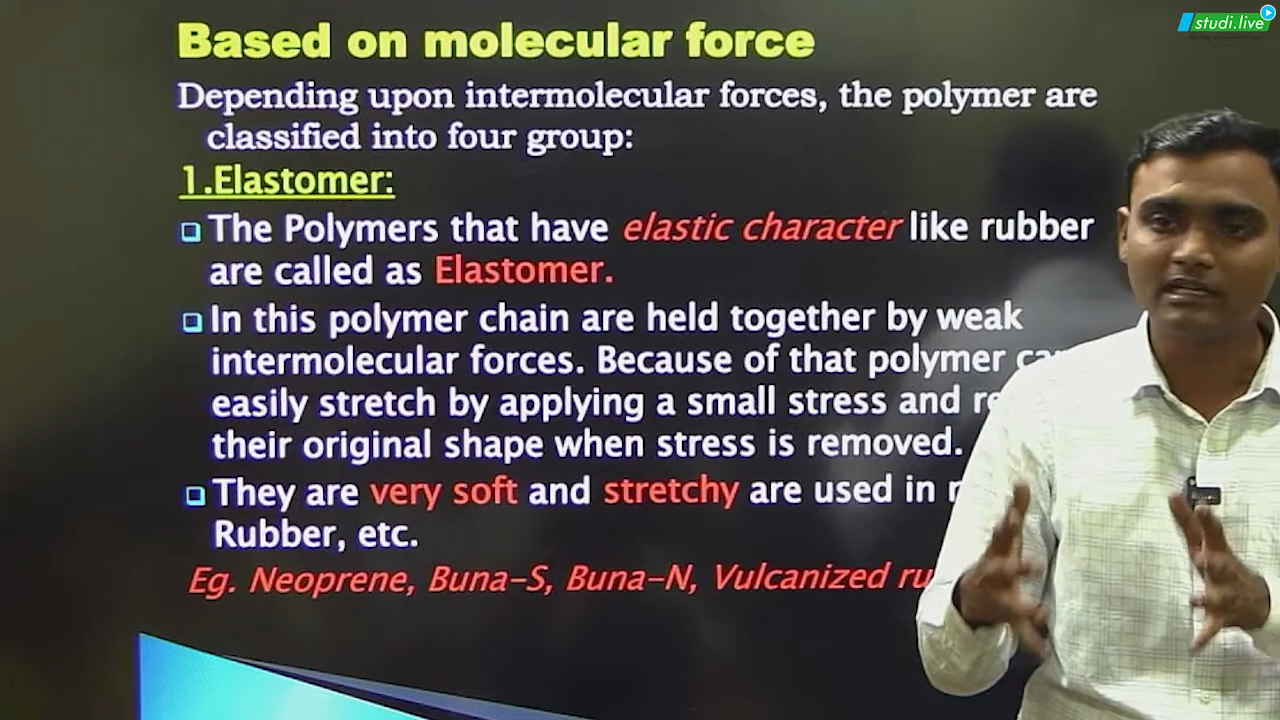 studi.live
Based on molecular force
Depending upon intermolecular forces, the polymer are
classified into four group:
1.Elastomer:
The Polymers that have elastic character like rubber
are called as Elastomer.
In this polymer chain are held together by weak
intermolecular forces. Because of that polymer
easily stretch by applying a small stress and
their original shape when stress is removed.
They are very soft and stretchy are used in
Rubber, etc.
Eg. Neoprene, Buna-S, Buna-N, Vulcanized